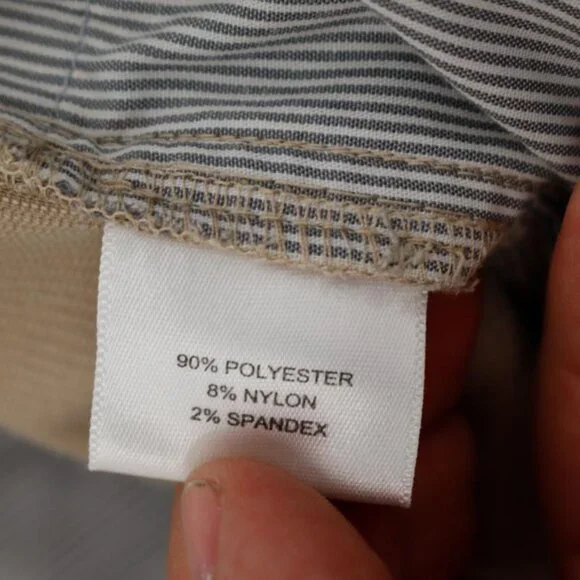 90% POLYESTER
8% NYLON
2% SPANDEX